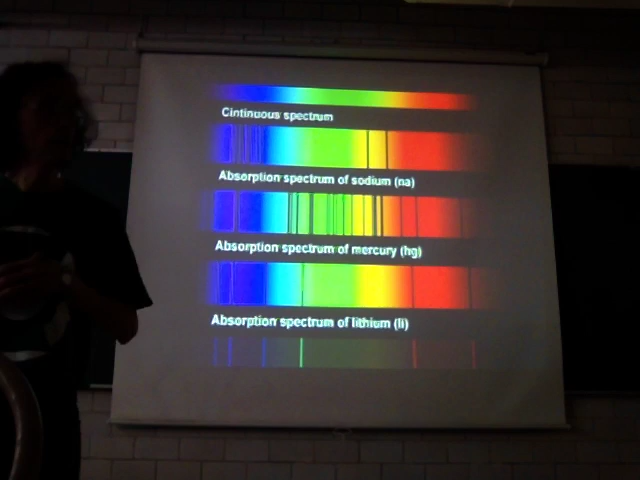 Cintinuous spectrum
Absorption spectrum of sodium (na)
Absorption spectrum of mercury (hg)
Absorption spectrum of lithium (li)